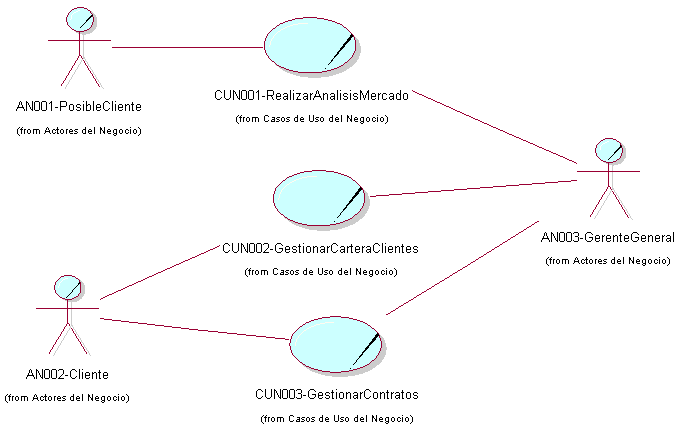 AN001-PosibleCliente
(from Actores del Negocio)
CUN001-RealizarAnalisisMercado
(from Casos de Uso del Negocio)
AN003-GerenteGeneral
(from Actores del Negocio)
CUN002-GestionarCarteraClientes
(from Casos de Uso del Negocio)
AN002-Cliente
(from Actores del Negocio)
CUN003-GestionarContratos
(from Casos de Uso del Negocio)